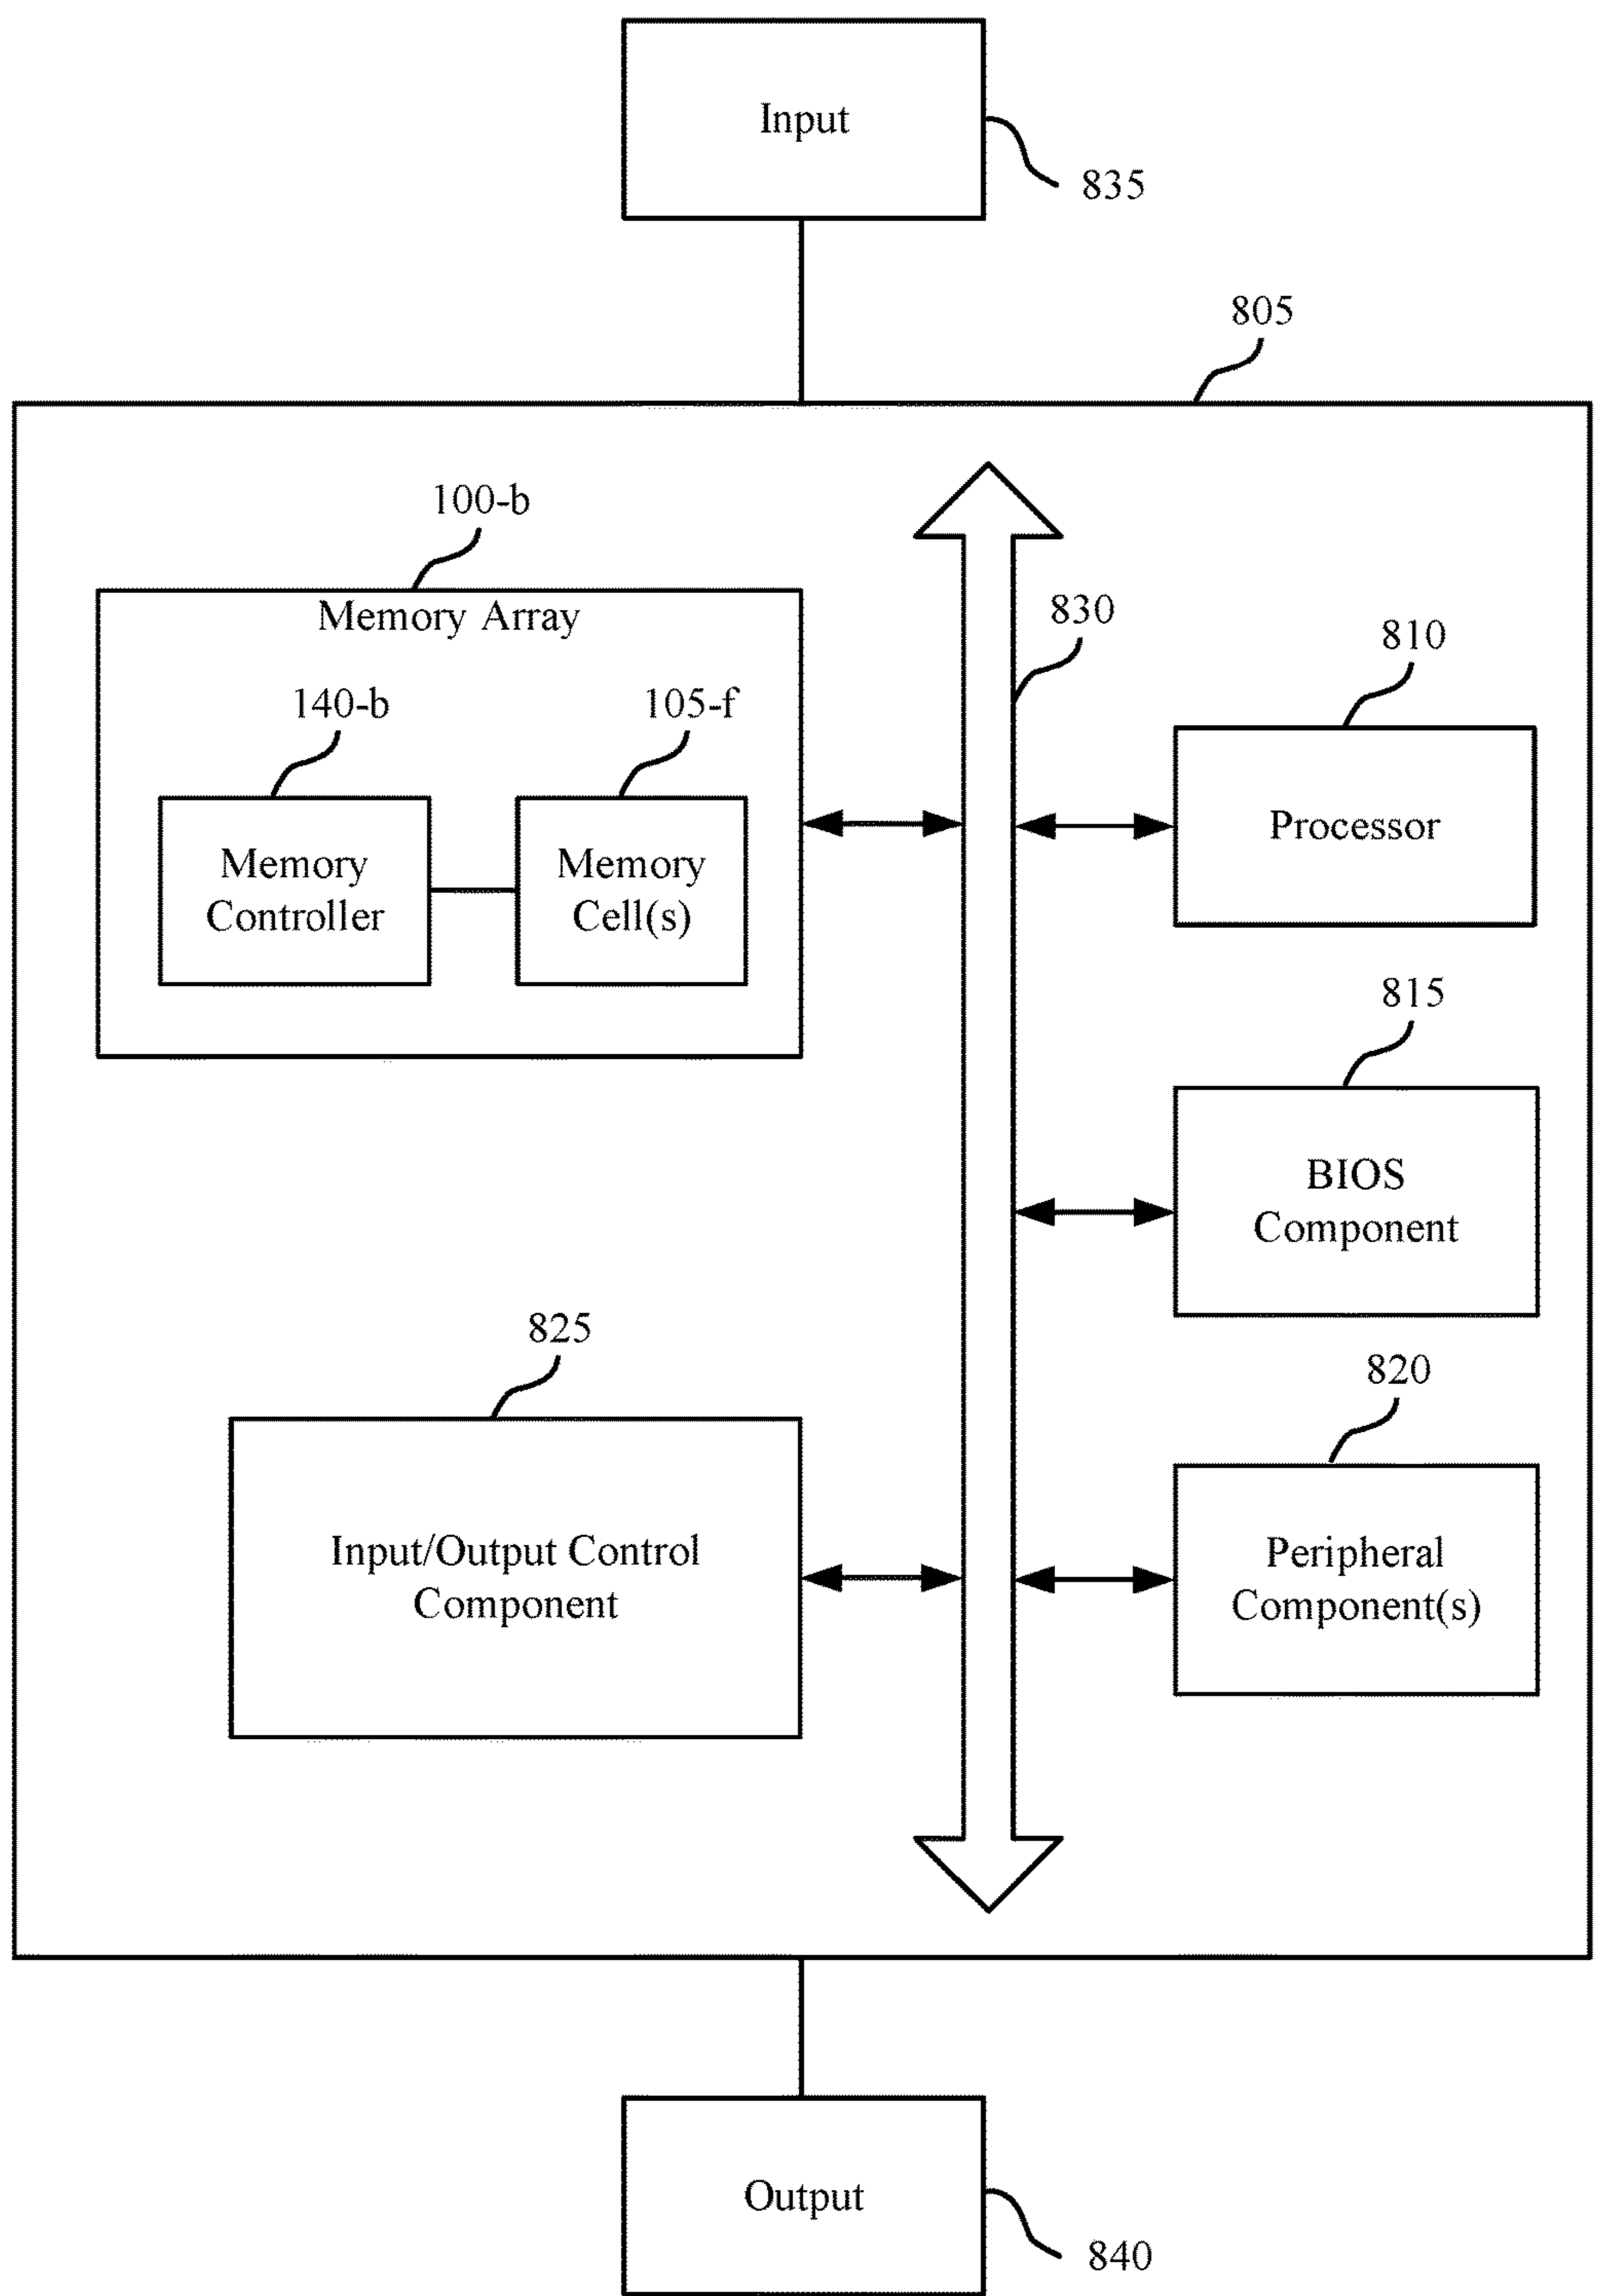 Input
835
805
100-b
Memory Array
830
810
140-b
105-f
Memory
Controller
Memory
Cell(s)
Processor
815
BIOS
Component
825
820
Input/Output Control
Component
Peripheral
Component(s)
Output
840